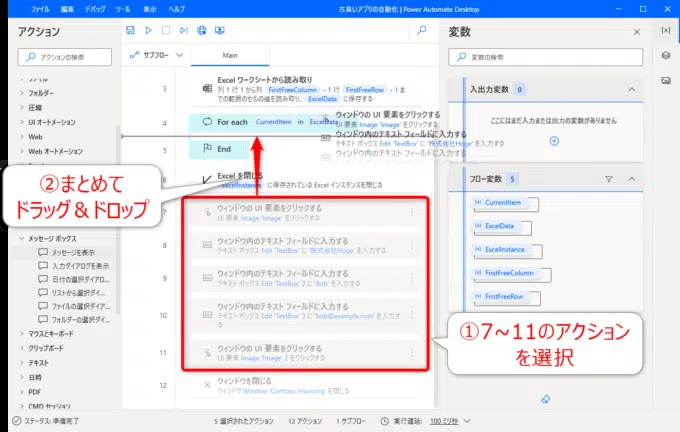 ファイル 編集 デバッグ ツール 表示 ヘルプ
古臭いアプリの自動化 | Power Automate Desktop
アクション
アクションの検索
ファイル
フォルダー
圧縮
UI オートメーション
Web
Web オートメーション
メッセージ ボックス
メッセージを表示
入力ダイアログを表示
日付の選択ダイアロ...
リストから選択ダイ...
ファイルの選択ダイア...
フォルダーの選択ダイ...
マウスとキーボード
クリップボード
テキスト
日時
PDF
CMD セッション
サブフロー
Main
3
Excel ワークシートから読み取り
列 1 行 1 から列 FirstFreeColumn - 1 行 FirstFreeRow - 1 ま
での範囲のセルの値を読み取り、ExcelData に保存する
For each CurrentItem in ExcelData
5
End
6
Excel を閉じる
ExcelInstance に保存されている Excel インスタンスを閉じる
ウィンドウの UI 要素をクリックする
UI 要素 Image 'Image' をクリックする
ウィンドウ内のテキスト フィールドに入力する
テキスト ボックス Edit 'TextBox' に '株式会社Hoge' を入力する
ウィンドウ内のテキスト フィールドに入力する
7
ウィンドウの UI 要素をクリックする
UI 要素 Image 'Image' をクリックする
8
ウィンドウ内のテキスト フィールドに入力する
テキスト ボックス Edit 'TextBox' に '株式会社Hoge' を入力する
9
ウィンドウ内のテキスト フィールドに入力する
テキスト ボックス Edit 'TextBox' 2 に 'Bob' を入力する
10
ウィンドウ内のテキスト フィールドに入力する
テキスト ボックス Edit 'TextBox' 3 に 'bob@example.com' を入力す
る
11
ウィンドウの UI 要素をクリックする
UI 要素 Image 'Image' 2 をクリックする
12
ウィンドウを閉じる
ウィンドウ Window 'Contoso Invoicing' を閉じる
②まとめて
ドラッグ＆ドロップ
①7~11のアクション
を選択
変数
変数の検索
入出力変数 0
ここにはまだ入力または出力の変数がありません
フロー変数 5
CurrentItem
ExcelData
ExcelInstance
FirstFreeColumn
FirstFreeRow
{x}
ステータス: 準備完了
5 選択されたアクション
12 アクション
1 サブフロー
実行遅延: 100 ミリ秒